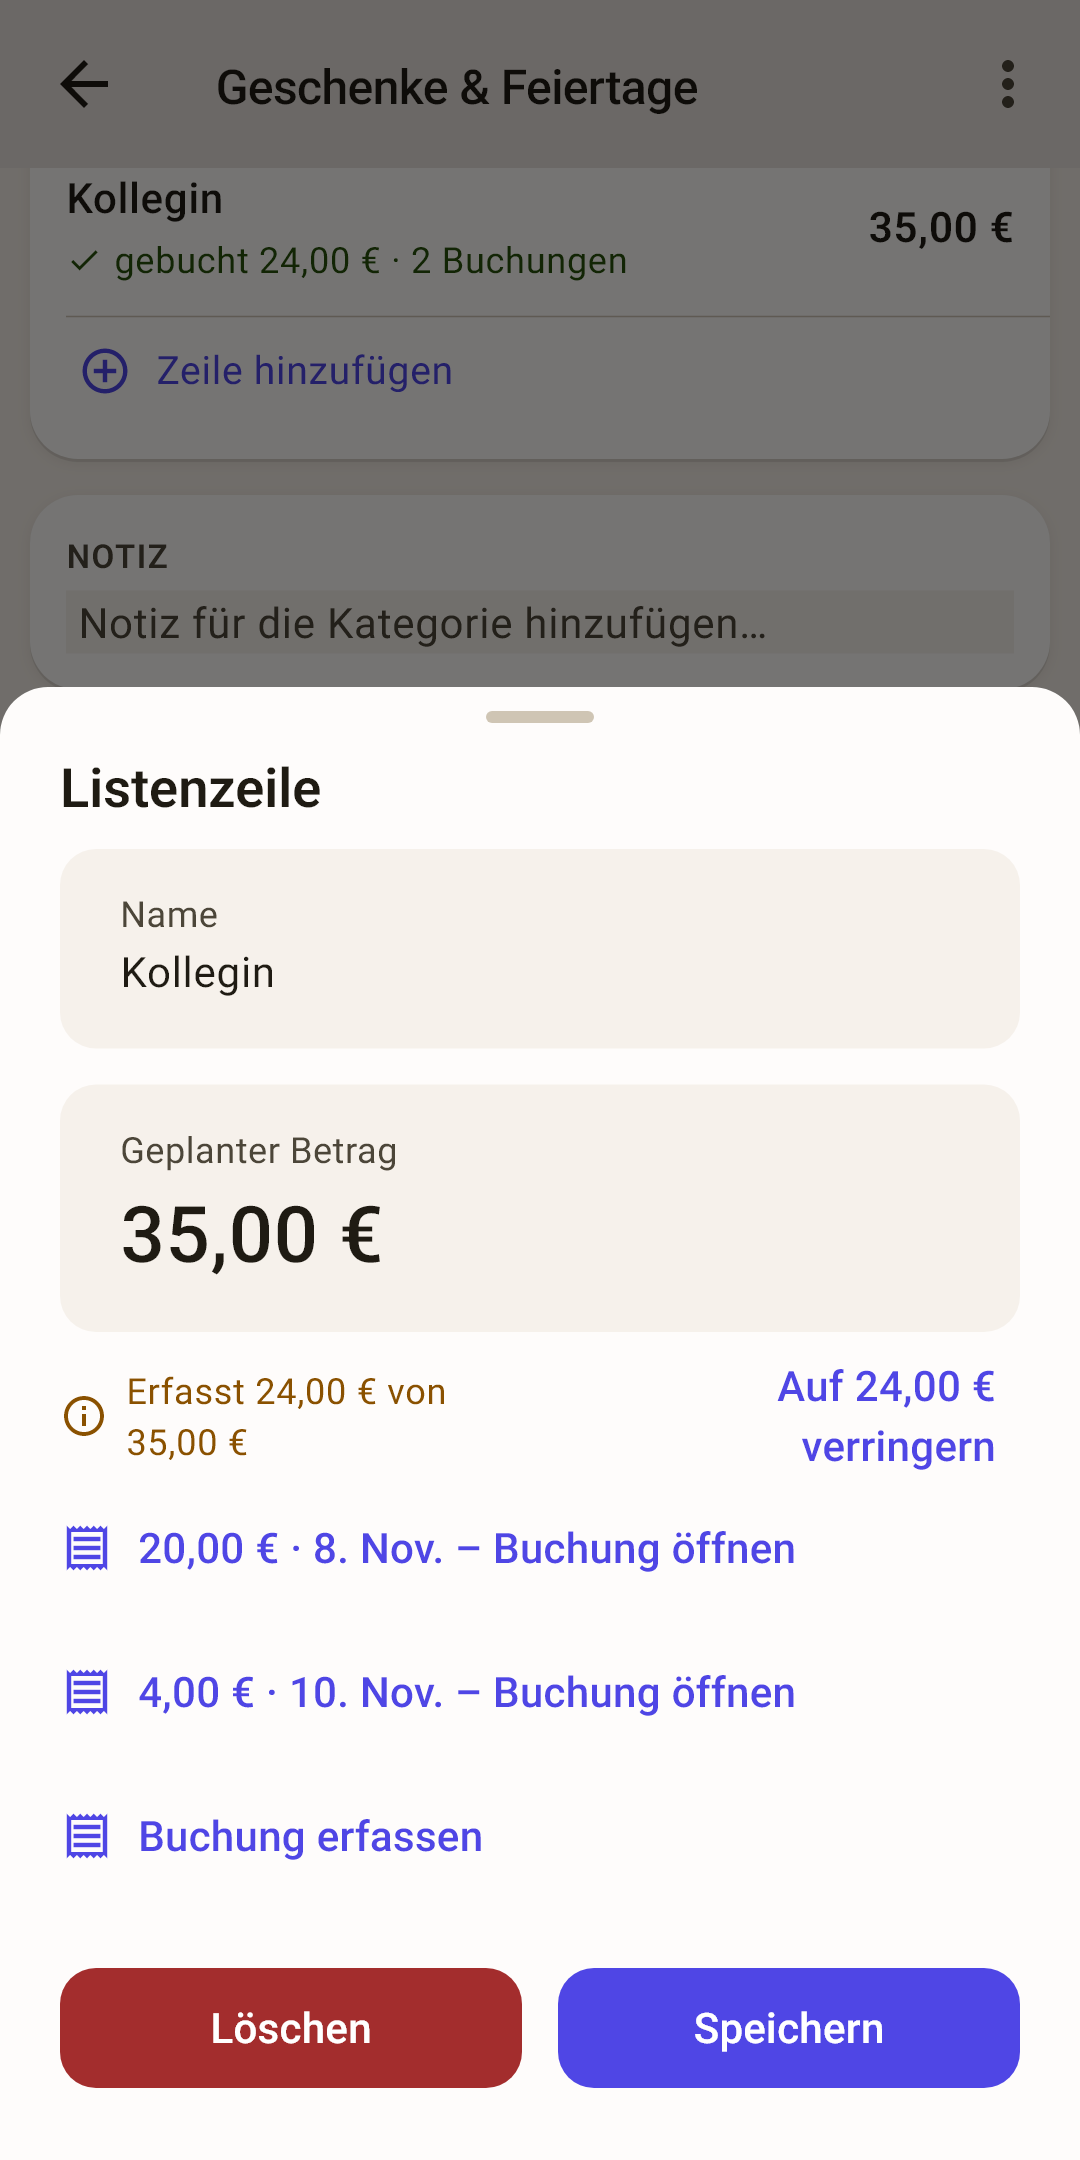 Geschenke & Feiertage
Kollegin
35,00 €
gebucht 24,00 € · 2 Buchungen
Zeile hinzufügen
NOTIZ
Notiz für die Kategorie hinzufügen…
Listenzeile
Name
Kollegin
Geplanter Betrag
35,00 €
Erfasst 24,00 € von
35,00 €
Auf 24,00 €
verringern
20,00 € · 8. Nov. – Buchung öffnen
4,00 € · 10. Nov. – Buchung öffnen
Buchung erfassen
Löschen
Speichern